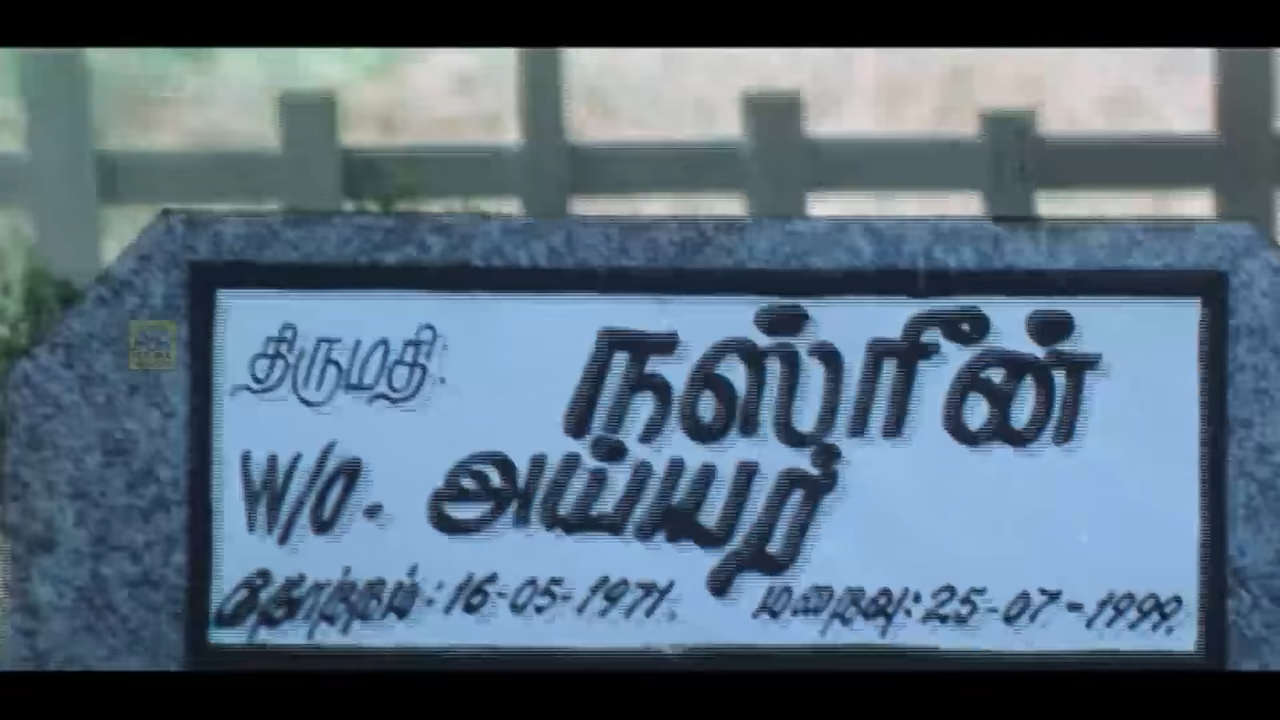 திருமதி. நஸ்ரீன்
W/o. அய்யர்
தோற்றம்: 16-05-1971. மறைவு: 25-07-1999.